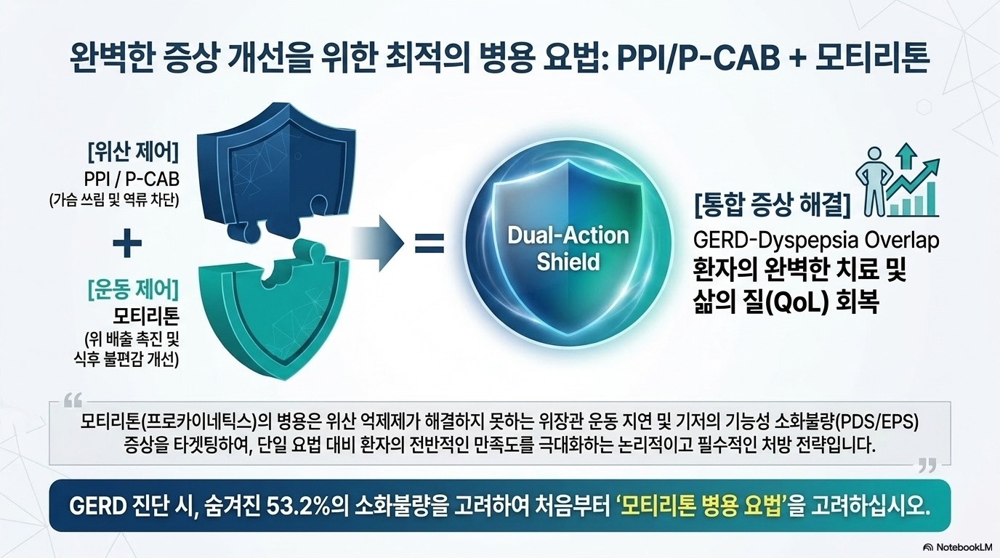 완벽한 증상 개선을 위한 최적의 병용 요법: PPI/P-CAB + 모티리톤
[위산 제어]
PPI / P-CAB
(가슴 쓰림 및 역류 차단)
+
[운동 제어]
모티리톤
(위 배출 촉진 및
식후 불편감 개선)
=
Dual-Action
Shield
[통합 증상 해결]
GERD-Dyspepsia Overlap
환자의 완벽한 치료 및
삶의 질(QoL) 회복
“
모티리톤(프로카이네틱스)의 병용은 위산 억제제가 해결하지 못하는 위장관 운동 지연 및 기저의 기능성 소화불량(PDS/EPS)
증상을 타겟팅하여, 단일 요법 대비 환자의 전반적인 만족도를 극대화하는 논리적이고 필수적인 처방 전략입니다.
”
GERD 진단 시, 숨겨진 53.2%의 소화불량을 고려하여 처음부터 ‘모티리톤 병용 요법’을 고려하십시오.
NotebookLM